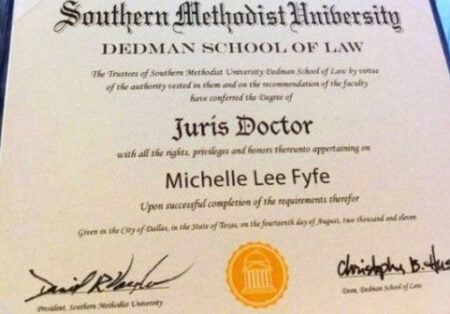 Southern Methodist University
DEDMAN SCHOOL OF LAW
The Trustees of Southern Methodist University Dedman School of Law by virtue
of the authority vested in them and on the recommendation of the faculty
have conferred the Degree of
Juris Doctor
with all the rights, privileges and honors thereunto appertaining on
Michelle Lee Fyfe
Upon successful completion of the requirements therefor
Given in the City of Dallas, in the State of Texas, on the fourteenth day of August, two thousand and eleven
Christophe B.
President, Southern Methodist University
Dean, Dedman School of Law